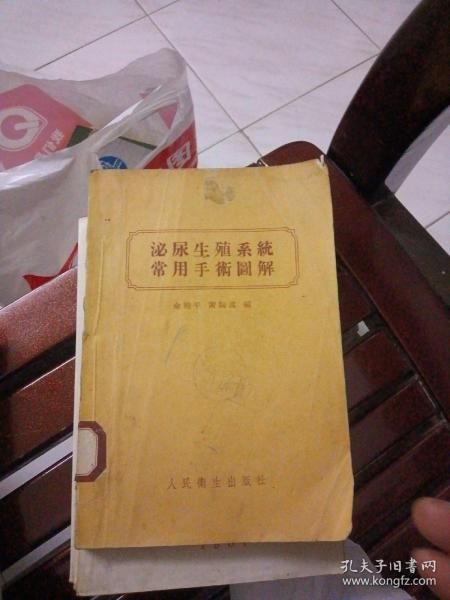 泌尿生殖系統
常用手術圖解
編
人民衛生出版社
孔夫子旧书网
www.kongfz.com